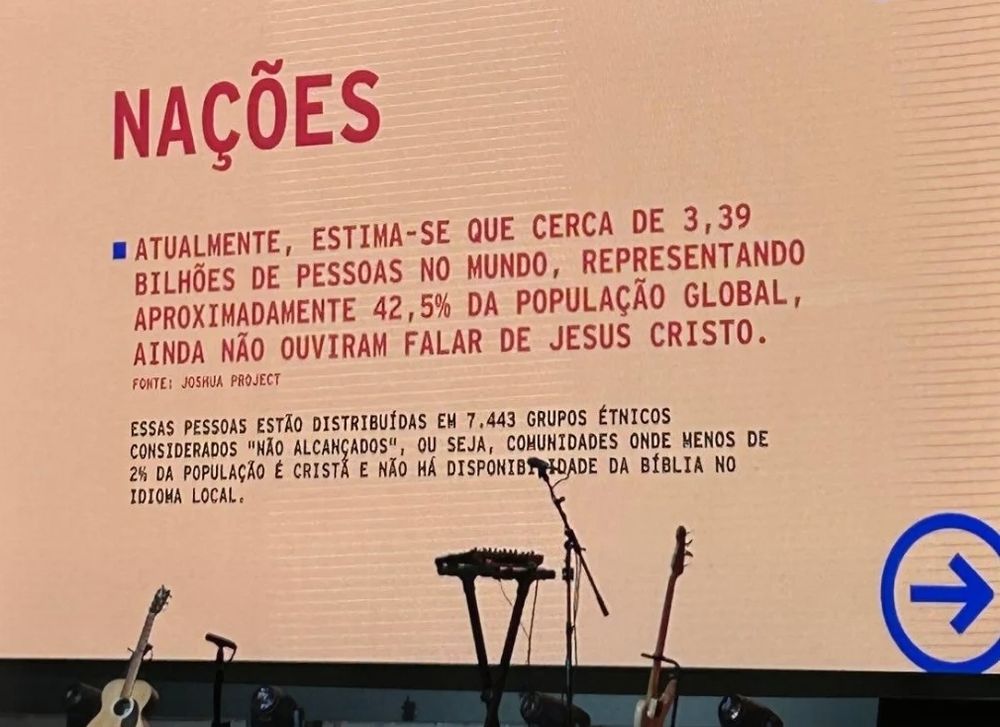 NAÇÕES
ATUALMENTE, ESTIMA-SE QUE CERCA DE 3,39
BILHÕES DE PESSOAS NO MUNDO, REPRESENTANDO
APROXIMADAMENTE 42,5% DA POPULAÇÃO GLOBAL,
AINDA NÃO OUVIRAM FALAR DE JESUS CRISTO.
FONTE: JOSHUA PROJECT
ESSAS PESSOAS ESTÃO DISTRIBUÍDAS EM 7.443 GRUPOS ÉTNICOS
CONSIDERADOS "NÃO ALCANÇADOS", OU SEJA, COMUNIDADES ONDE MENOS DE
2% DA POPULAÇÃO É CRISTÃ E NÃO HÁ DISPONIBILIDADE DA BÍBLIA NO
IDIOMA LOCAL.